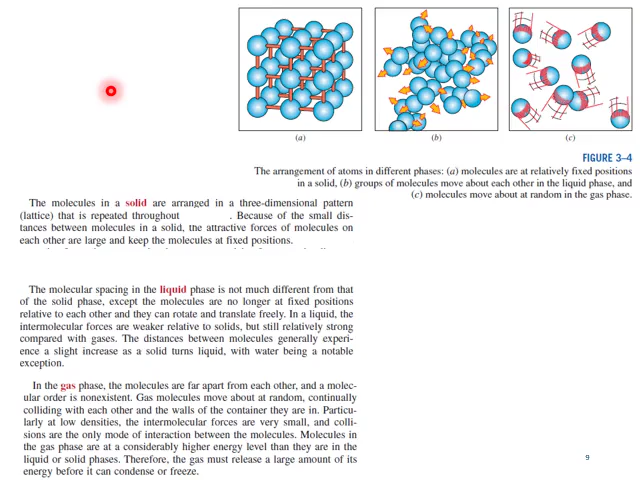 (a)
(b)
(c)
FIGURE 3–4
The arrangement of atoms in different phases: (a) molecules are at relatively fixed positions
in a solid, (b) groups of molecules move about each other in the liquid phase, and
(c) molecules move about at random in the gas phase.
The molecules in a solid are arranged in a three-dimensional pattern
(lattice) that is repeated throughout . Because of the small dis-
tances between molecules in a solid, the attractive forces of molecules on
each other are large and keep the molecules at fixed positions.
The molecular spacing in the liquid phase is not much different from that
of the solid phase, except the molecules are no longer at fixed positions
relative to each other and they can rotate and translate freely. In a liquid, the
intermolecular forces are weaker relative to solids, but still relatively strong
compared with gases. The distances between molecules generally experi-
ence a slight increase as a solid turns liquid, with water being a notable
exception.
In the gas phase, the molecules are far apart from each other, and a molec-
ular order is nonexistent. Gas molecules move about at random, continually
colliding with each other and the walls of the container they are in. Particu-
larly at low densities, the intermolecular forces are very small, and colli-
sions are the only mode of interaction between the molecules. Molecules in
the gas phase are at a considerably higher energy level than they are in the
liquid or solid phases. Therefore, the gas must release a large amount of its
energy before it can condense or freeze.
9